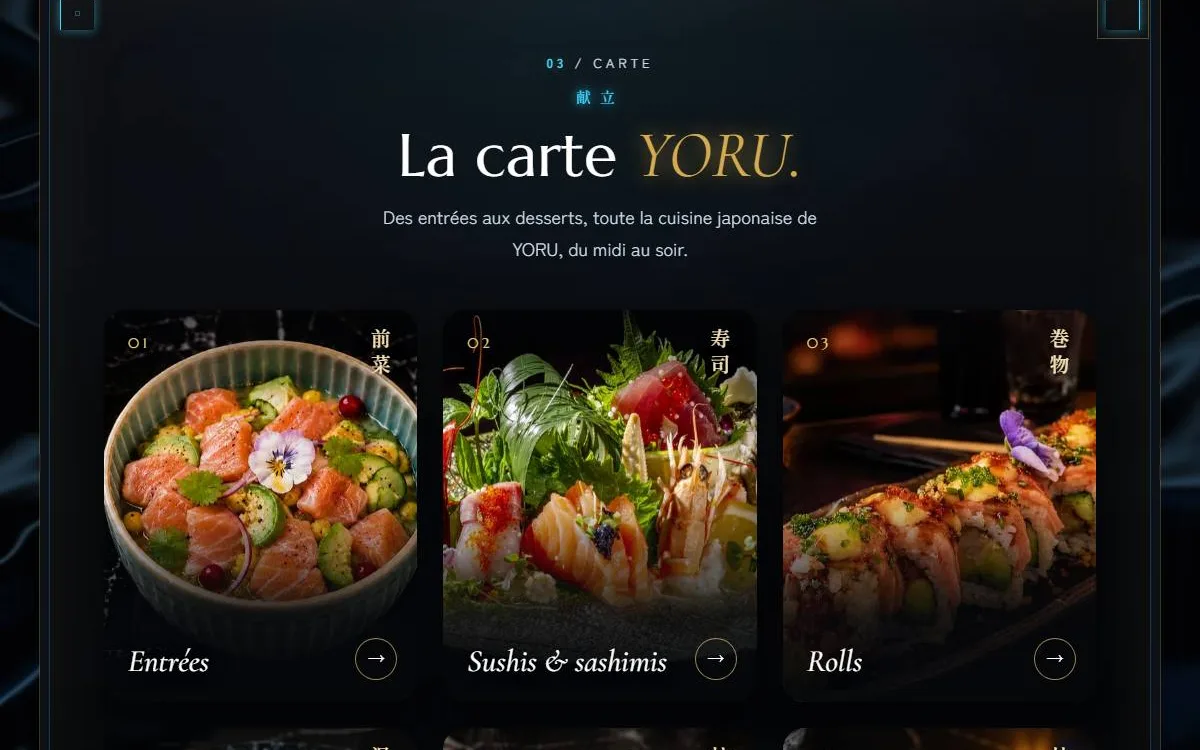 03 / CARTE
献立
La carte YORU.
Des entrées aux desserts, toute la cuisine japonaise de
YORU, du midi au soir.
01
前菜
Entrées
→
02
寿司
Sushis & sashimis
→
03
巻物
Rolls
→